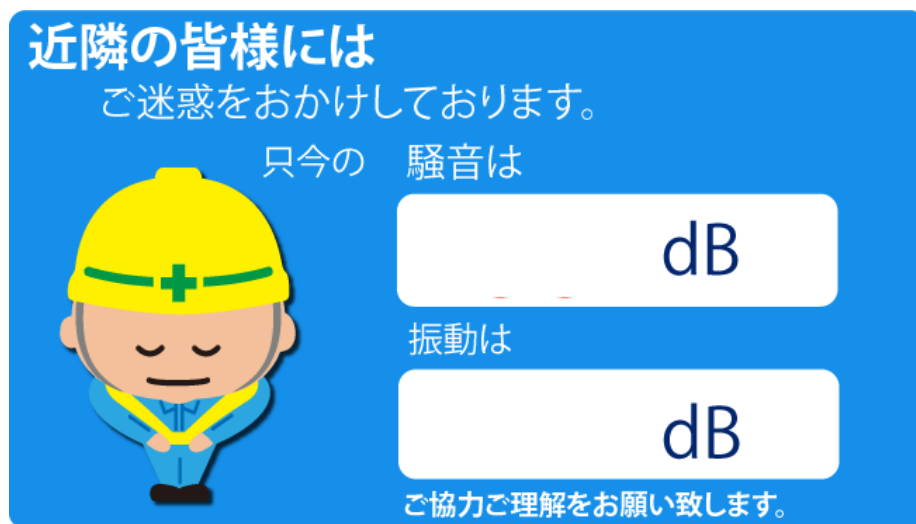 近隣の皆様には
ご迷惑をおかけしております。
只今の 騒音は
dB
振動は
dB
ご協力ご理解をお願い致します。